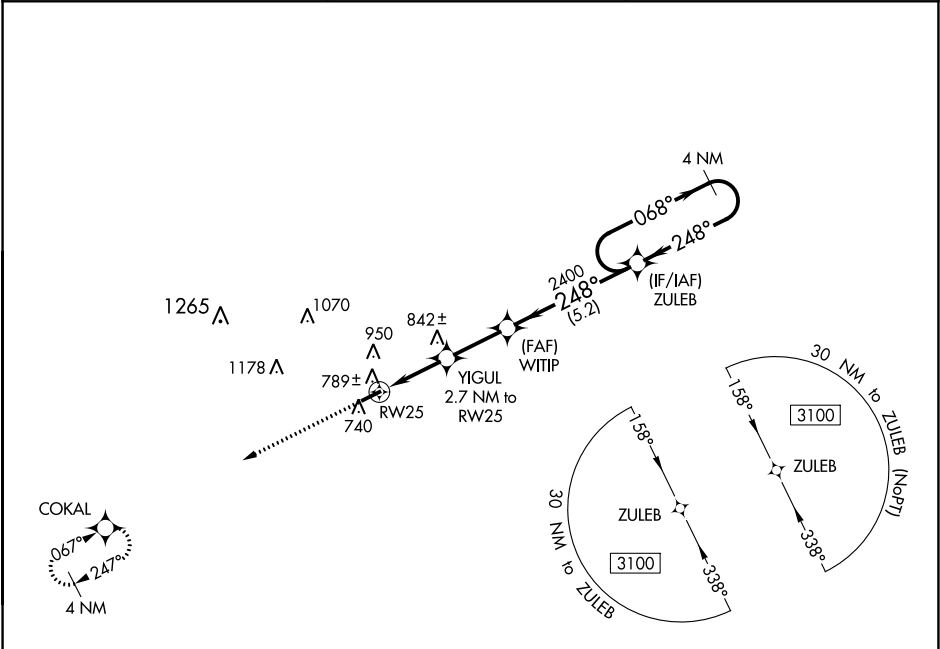 4 NM
068°
248°
2400
248°
(5.2)
(IF/IAF)
ZULEB
1265
1070
842±
950
(FAF)
WITIP
1178
789±
YIGUL
2.7 NM to
RW25
RW25
740
30 NM to ZULEB (NoPT)
158°
3100
ZULEB
338°
158°
ZULEB
3100
338°
30 NM to ZULEB
COKAL
067°
247°
4 NM